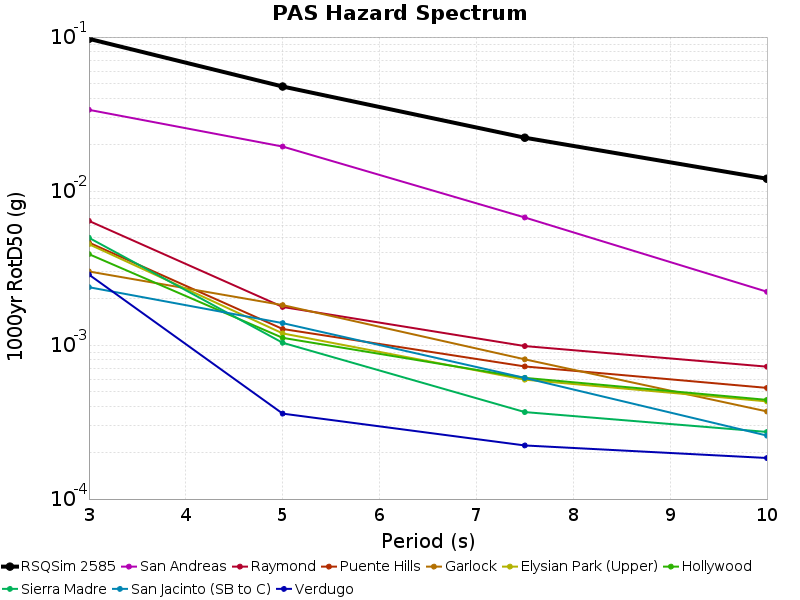 PAS Hazard Spectrum
1000yr RotD50 (g)
10-1
10-2
10-3
10-4
3 4 5 6 7 8 9 10
Period (s)
RSQSim 2585 San Andreas Raymond Puente Hills Garlock Elysian Park (Upper) Hollywood
Sierra Madre San Jacinto (SB to C) Verdugo